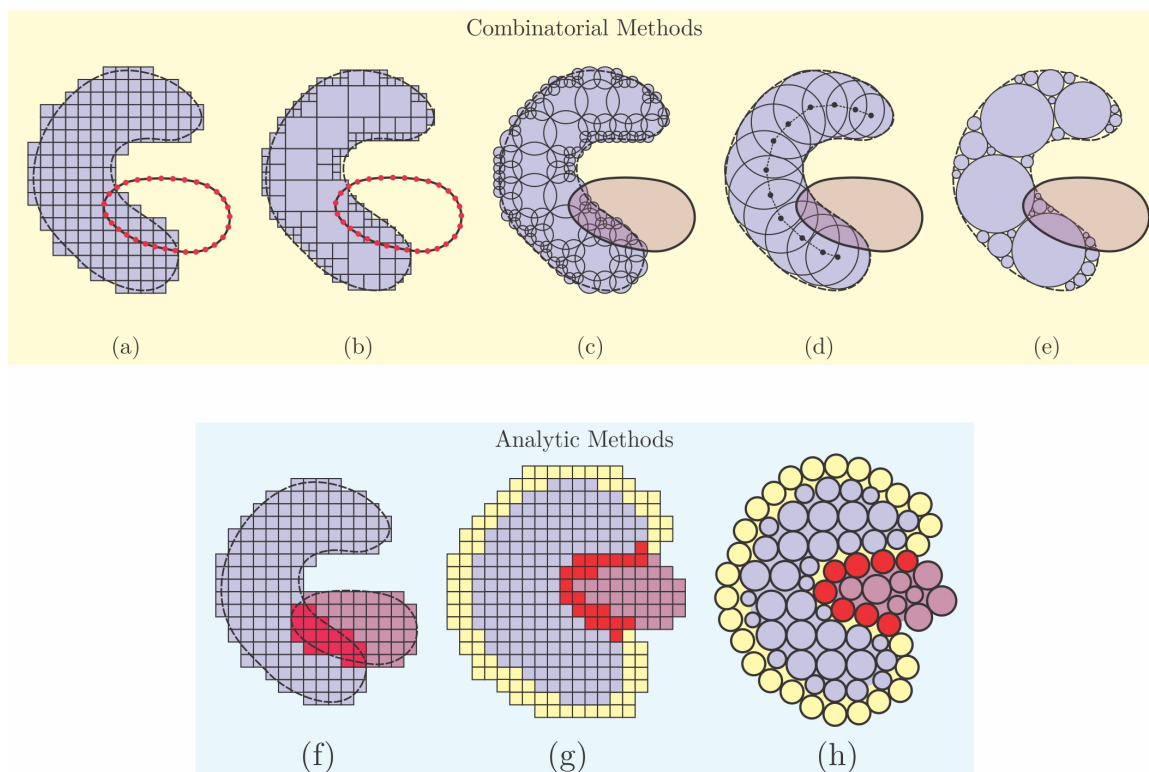 Combinatorial Methods
(a) (b) (c) (d) (e)
Analytic Methods
(f) (g) (h)